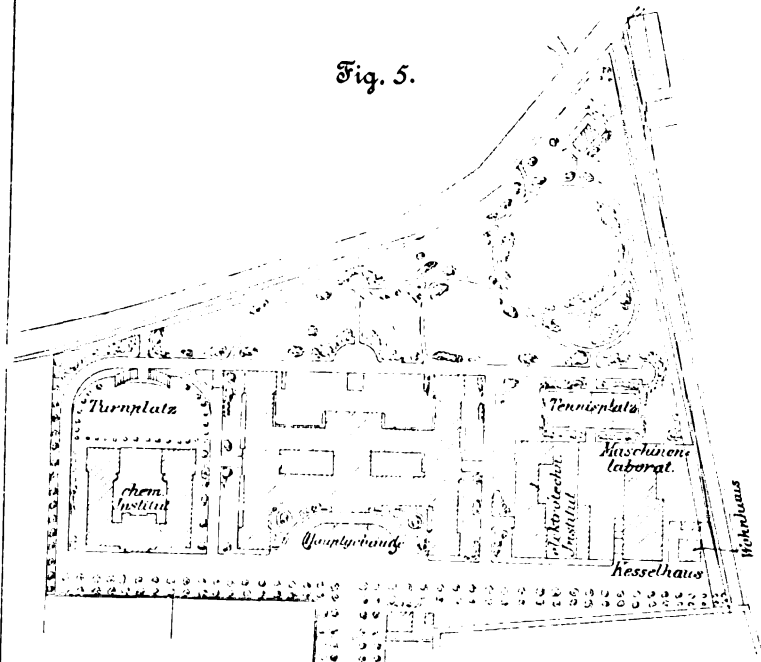 Fig. 5.
Turnplatz
Tennisplatz
Maschinen-
laborat.
chem.
Institut
Hauptgebäude
elektrotechn.
Institut
Kesselhaus
Wohnhaus